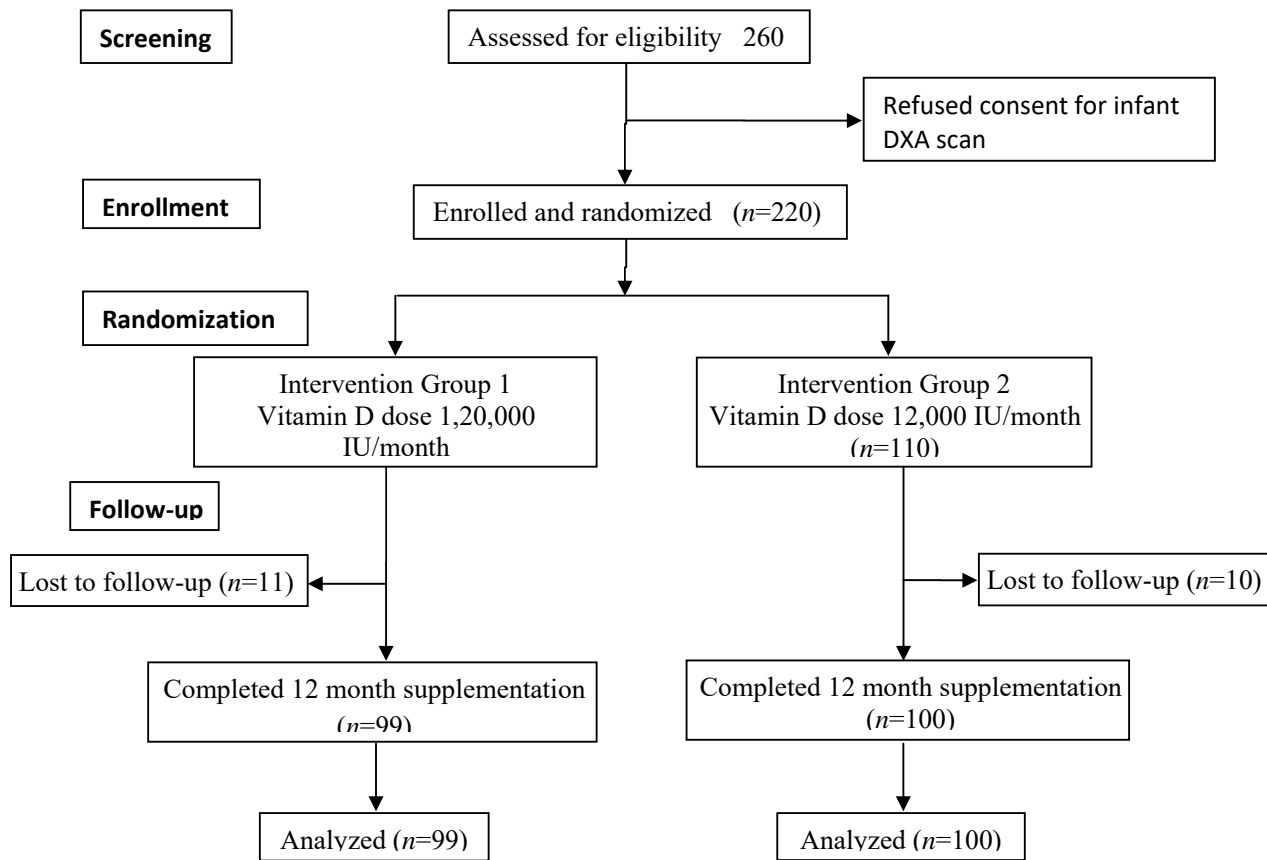 Screening
Assessed for eligibility 260
Refused consent for infant
DXA scan
Enrollment
Enrolled and randomized (n=220)
Randomization
Intervention Group 1
Vitamin D dose 1,20,000
IU/month
Intervention Group 2
Vitamin D dose 12,000 IU/month
(n=110)
Follow-up
Lost to follow-up (n=11)
Lost to follow-up (n=10)
Completed 12 month supplementation
(n=99)
Completed 12 month supplementation
(n=100)
Analyzed (n=99)
Analyzed (n=100)